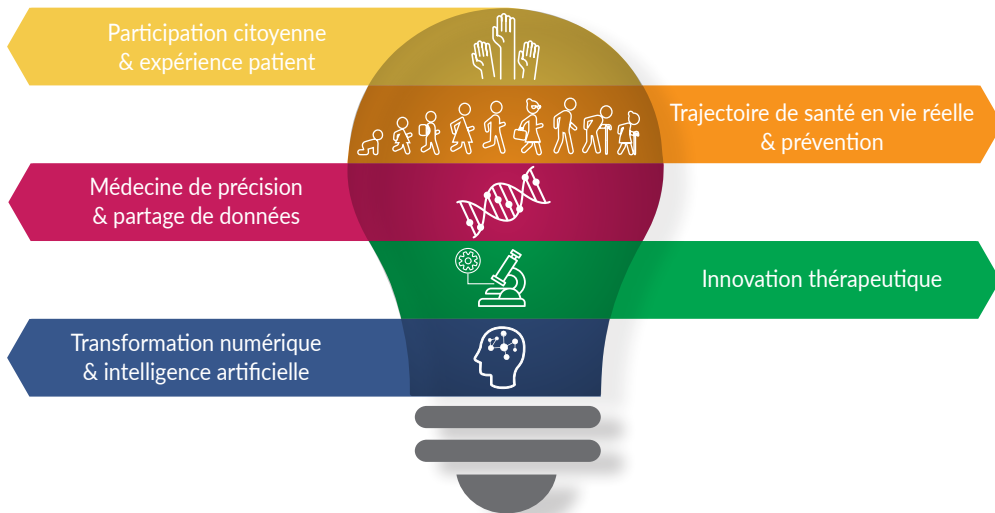 Participation citoyenne
& expérience patient
Trajectoire de santé en vie réelle
& prévention
Médecine de précision
& partage de données
Innovation thérapeutique
Transformation numérique
& intelligence artificielle